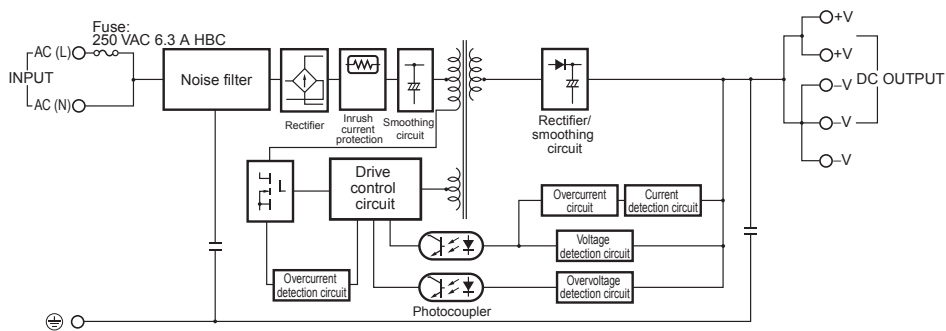 Fuse:
250 VAC 6.3 A HBC
AC (L)
INPUT
AC (N)
Noise filter
Rectifier
Inrush
current
protection
Smoothing
circuit
Rectifier/
smoothing
circuit
+V
+V
–V
DC OUTPUT
–V
–V
Drive
control
circuit
Overcurrent
circuit
Current
detection circuit
Voltage
detection circuit
Overcurrent
detection circuit
Overvoltage
detection circuit
Photocoupler